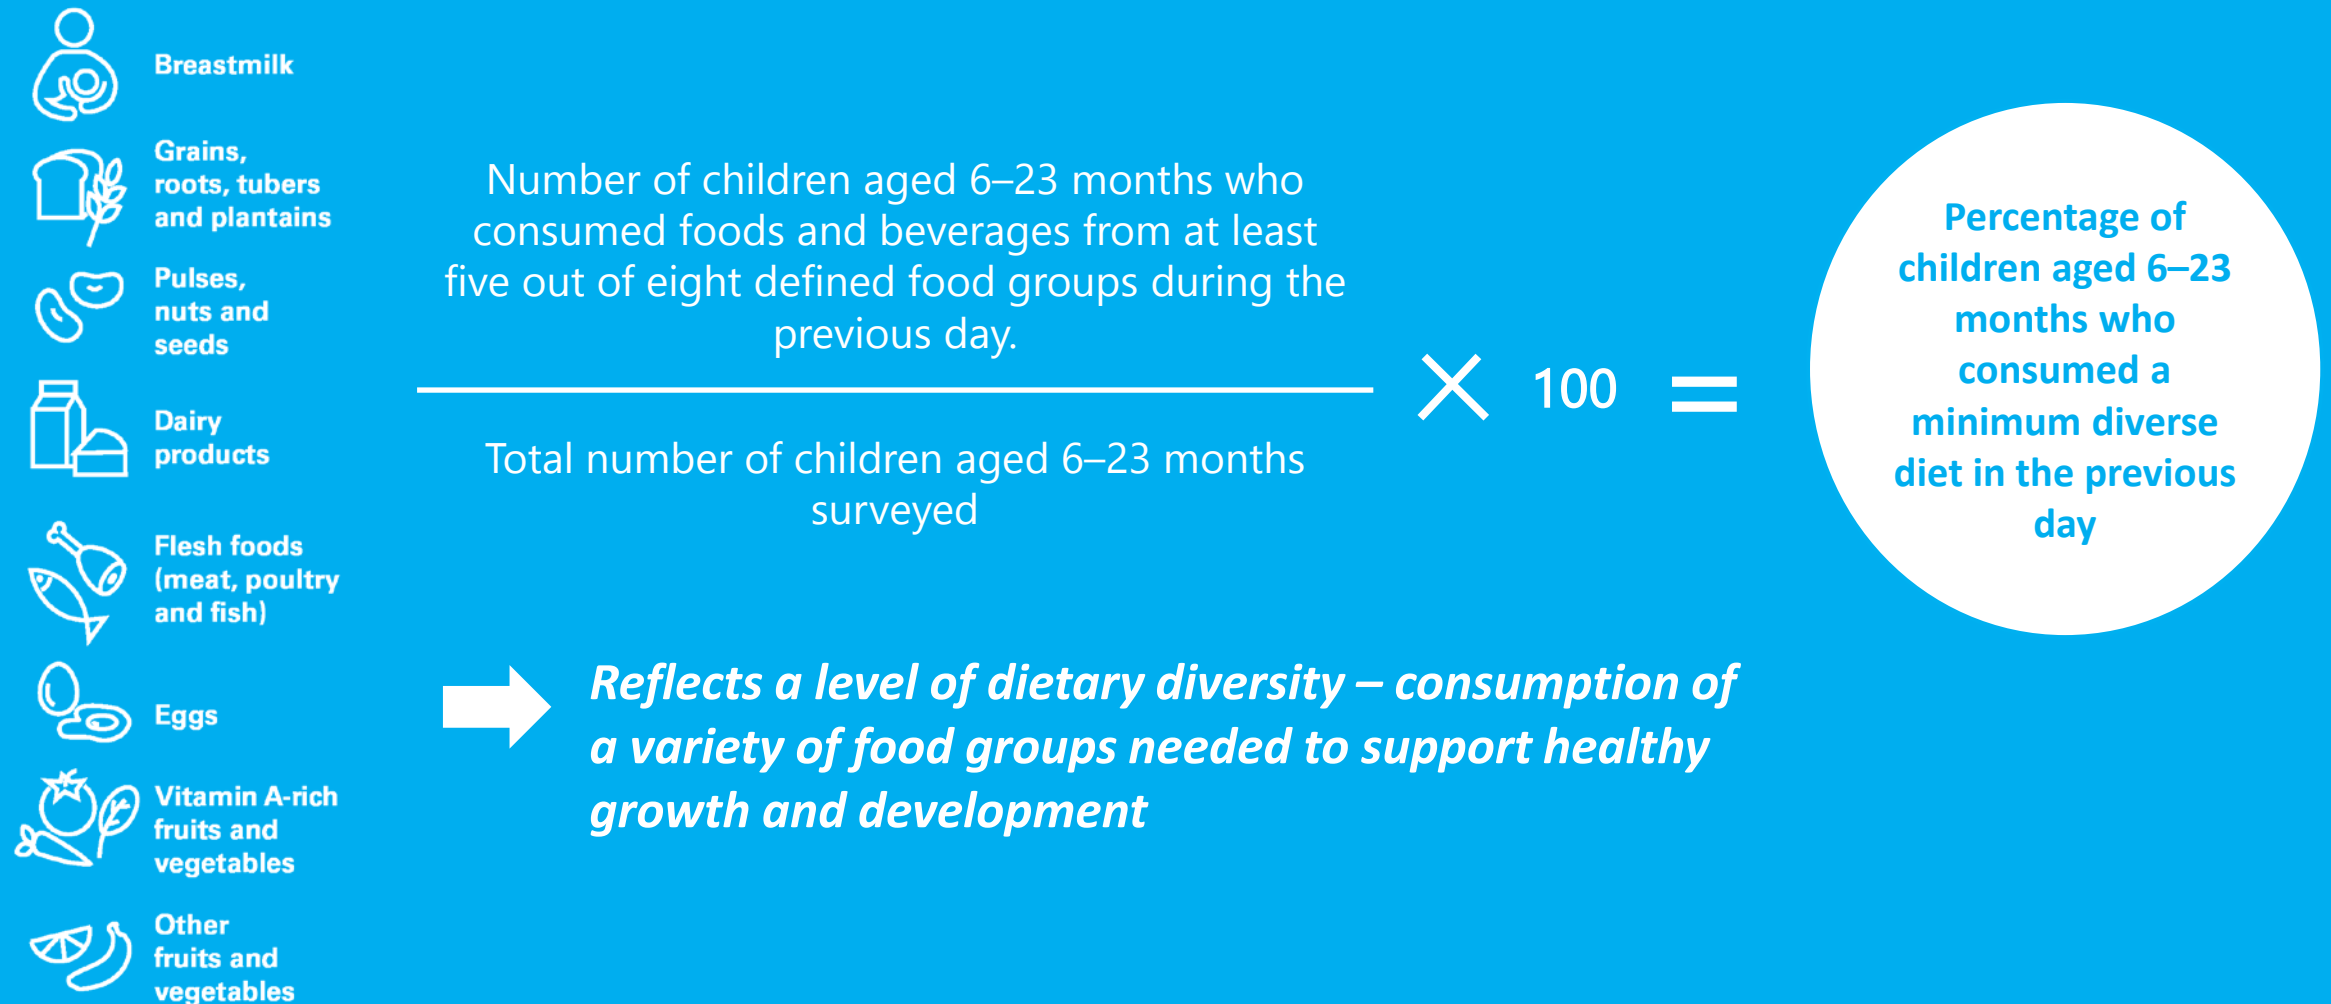 Breastmilk
Grains,
roots, tubers
and plantains
Pulses,
nuts and
seeds
Dairy
products
Flesh foods
(meat, poultry
and fish)
Eggs
Vitamin A-rich
fruits and
vegetables
Other
fruits and
vegetables
Number of children aged 6–23 months who
consumed foods and beverages from at least
five out of eight defined food groups during the
previous day.
Total number of children aged 6–23 months
surveyed
× 100 =
Percentage of
children aged 6–23
months who
consumed a
minimum diverse
diet in the previous
day
Reflects a level of dietary diversity – consumption of
a variety of food groups needed to support healthy
growth and development